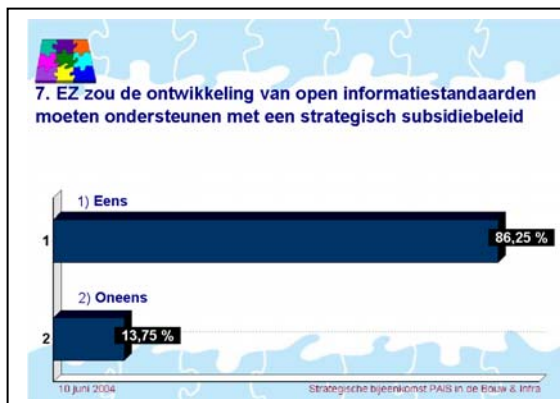 7. EZ zou de ontwikkeling van open informatiestandaarden
moeten ondersteunen met een strategisch subsidiebeleid
1) Eens
1
86,25 %
2) Oneens
2
13,75 %
10 juni 2004
Strategische bijeenkomst PAIS in de Bouw & Infra